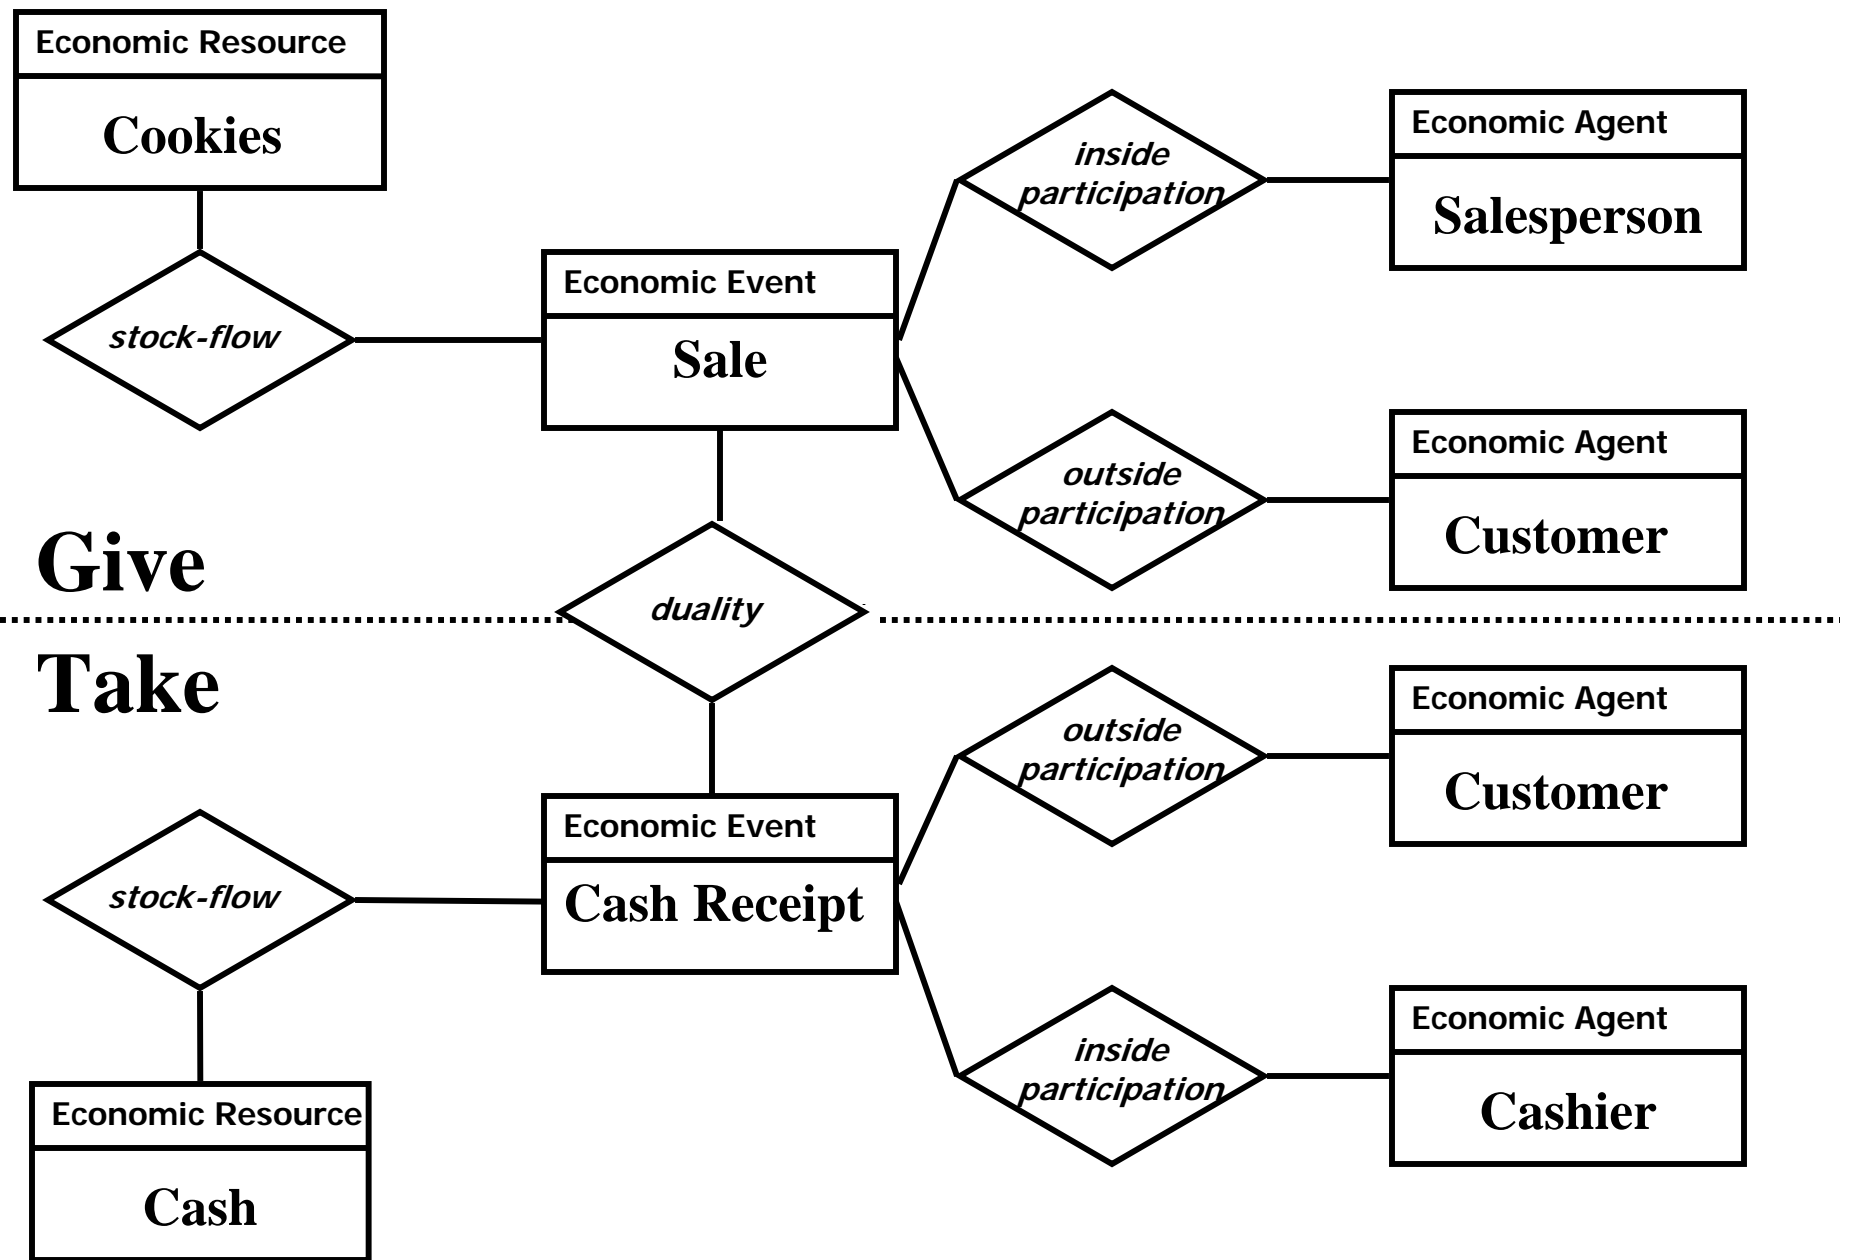 Economic Resource
Cookies
stock-flow
Economic Event
Sale
inside
participation
Economic Agent
Salesperson
outside
participation
Economic Agent
Customer
Give
duality
Take
outside
participation
Economic Agent
Customer
Economic Event
Cash Receipt
stock-flow
inside
participation
Economic Agent
Cashier
Economic Resource
Cash